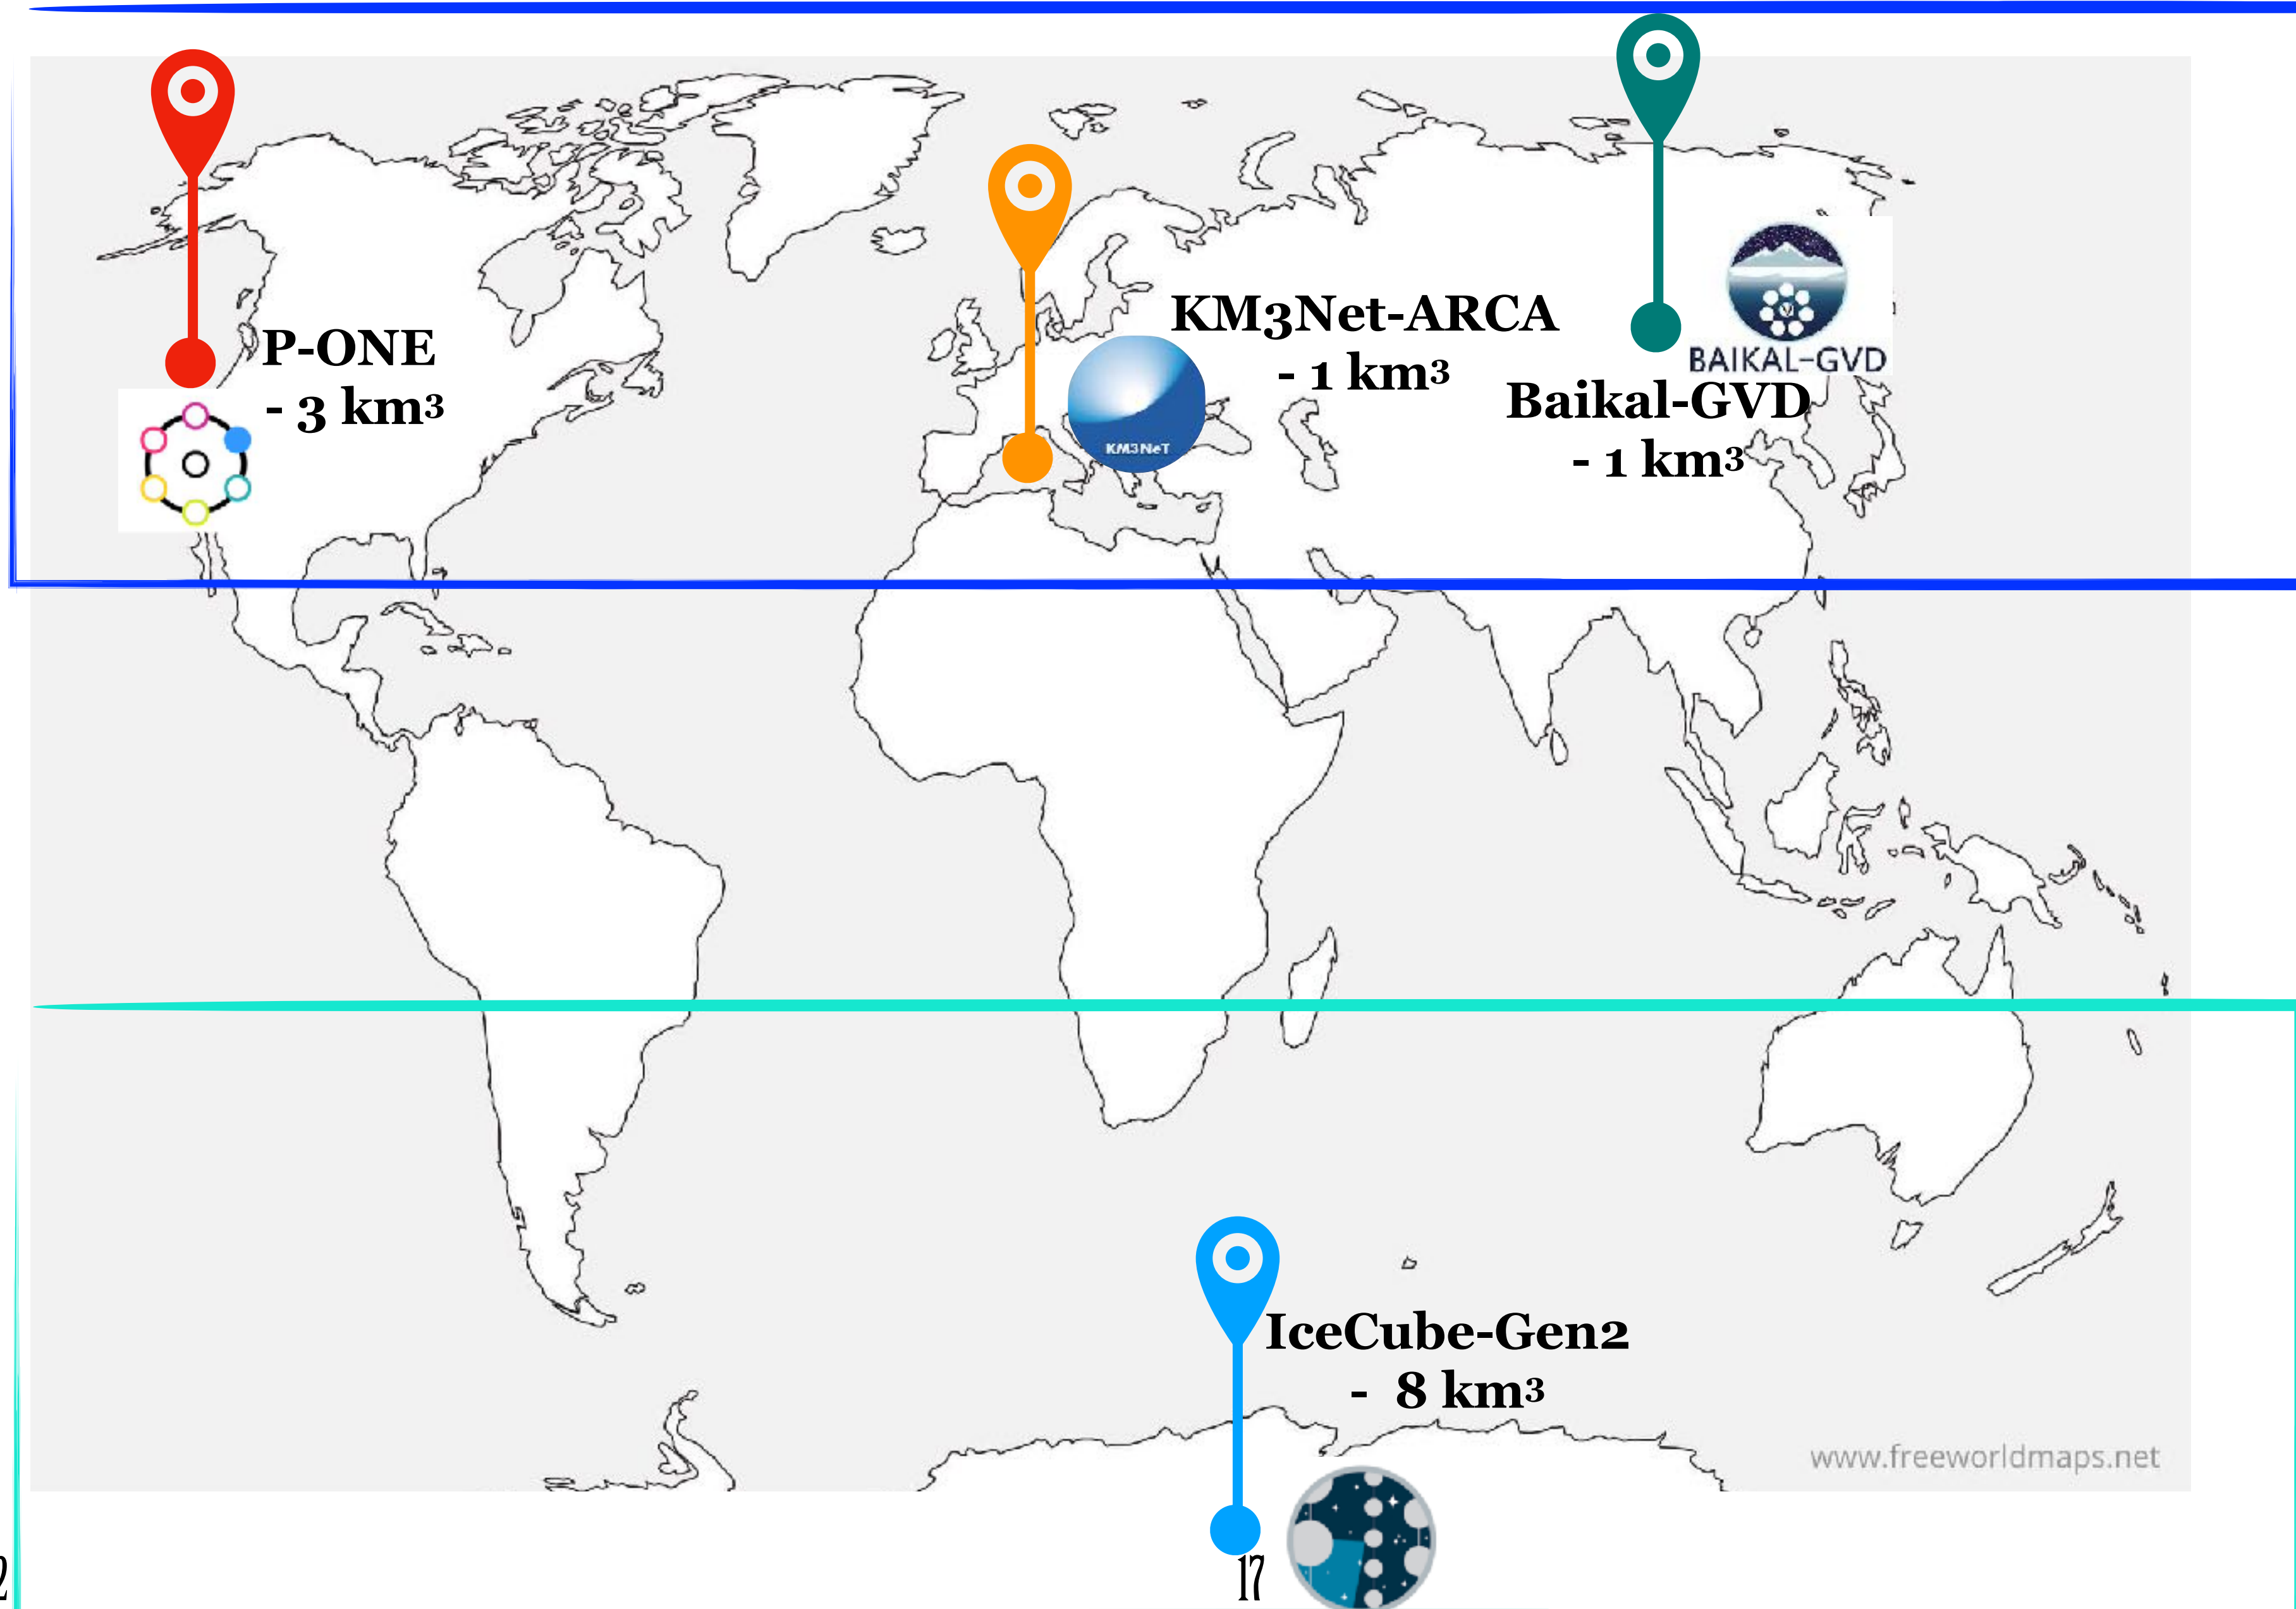 P-ONE
- 3 km³
KM3Net-ARCA
- 1 km³
KM3NeT
BAIKAL-GVD
Baikal-GVD
- 1 km³
IceCube-Gen2
- 8 km³
www.freeworldmaps.net
17
2